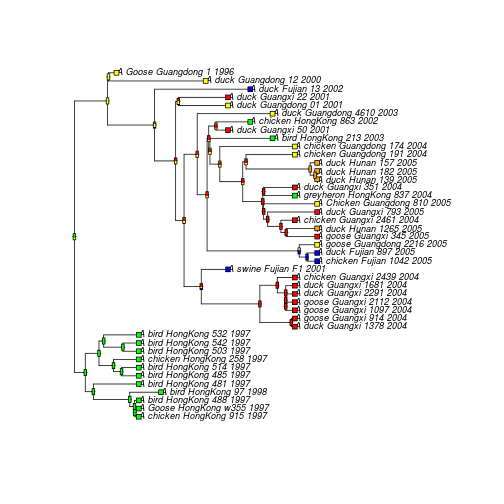 A Goose Guangdong 1 1996
A duck Guangdong 12 2000
A duck Fujian 13 2002
A duck Guangxi 22 2001
A duck Guangdong 01 2001
A duck Guangdong 4610 2003
A chicken HongKong 863 2002
A duck Guangxi 50 2001
A bird HongKong 213 2003
A chicken Guangdong 174 2004
A chicken Guangdong 191 2004
A duck Hunan 157 2005
A duck Hunan 182 2005
A duck Hunan 139 2005
A duck Guangxi 351 2004
A greyheron HongKong 837 2004
A Chicken Guangdong 810 2005
A duck Guangxi 793 2005
A chicken Guangxi 2461 2004
A duck Hunan 1265 2005
A goose Guangxi 345 2005
A goose Guangdong 2216 2005
A duck Fujian 897 2005
A chicken Fujian 1042 2005
A swine Fujian F1 2001
A chicken Guangxi 2439 2004
A duck Guangxi 1681 2004
A duck Guangxi 2291 2004
A goose Guangxi 2112 2004
A goose Guangxi 1097 2004
A goose Guangxi 914 2004
A duck Guangxi 1378 2004
A bird HongKong 532 1997
A bird HongKong 542 1997
A bird HongKong 503 1997
A chicken HongKong 258 1997
A bird HongKong 514 1997
A bird HongKong 485 1997
A bird HongKong 481 1997
A bird HongKong 97 1998
A bird HongKong 488 1997
A Goose HongKong w355 1997
A chicken HongKong 915 1997